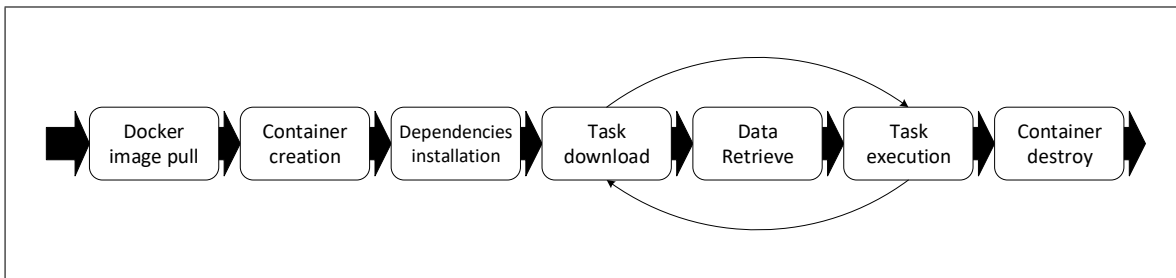 Docker
image pull
Container
creation
Dependencies
installation
Task
download
Data
Retrieve
Task
execution
Container
destroy